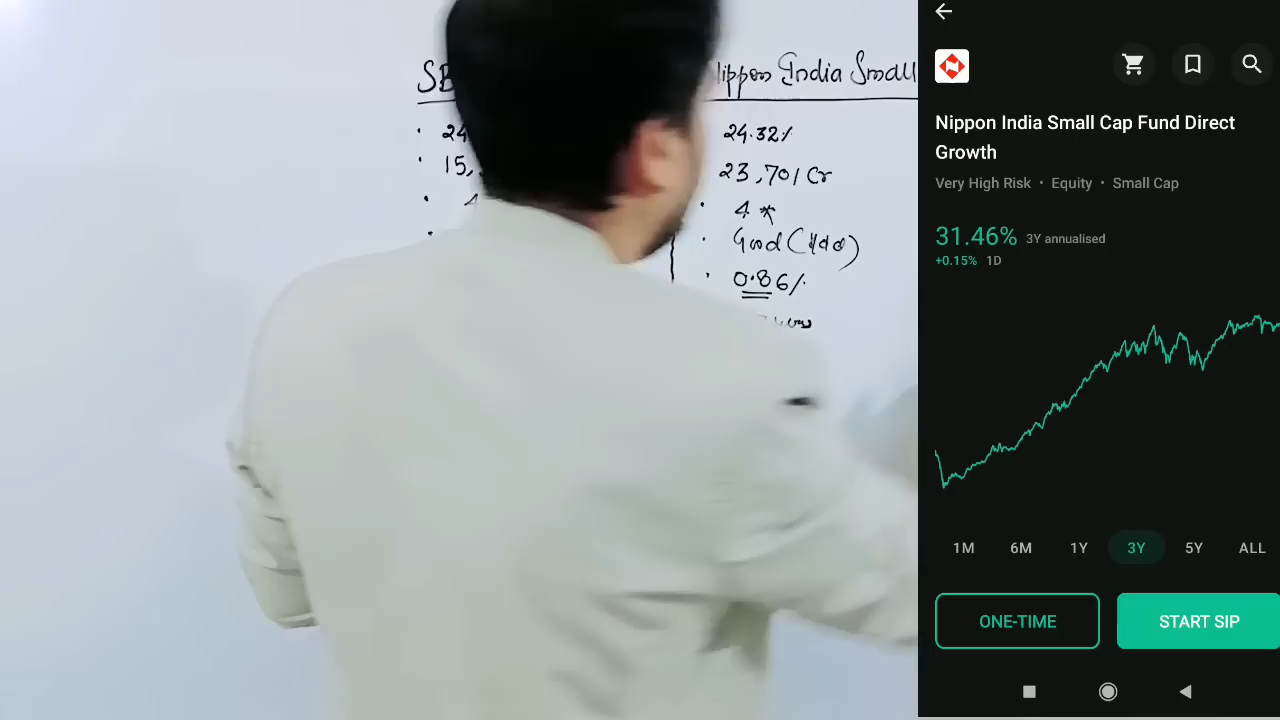 SB
24
15,
4
Nippon India Small
24.32%
23,701 Cr
4 *
Good
0.86%
Nippon India Small Cap Fund Direct
Growth
Very High Risk • Equity • Small Cap
31.46% 3Y annualised
+0.15% 1D
1M 6M 1Y 3Y 5Y ALL
ONE-TIME START SIP